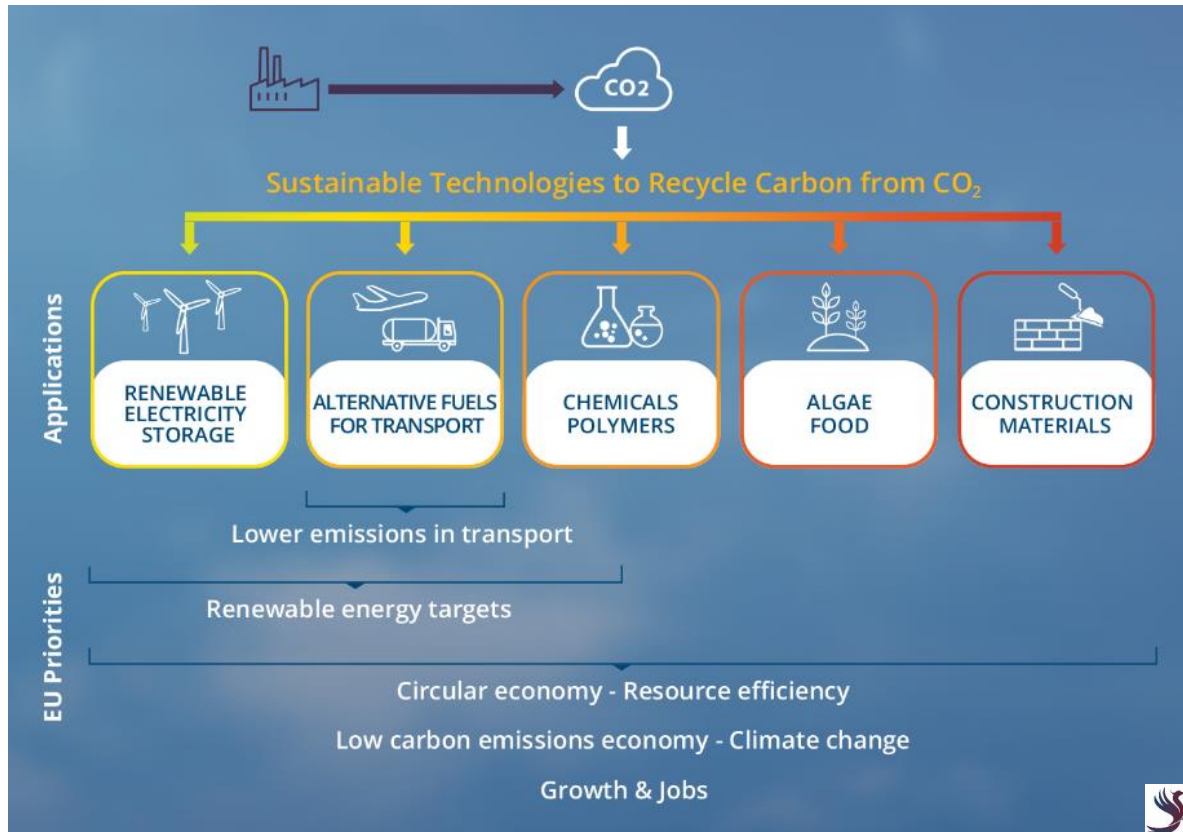 CO2
Sustainable Technologies to Recycle Carbon from CO₂
Applications
RENEWABLE
ELECTRICITY
STORAGE
ALTERNATIVE FUELS
FOR TRANSPORT
CHEMICALS
POLYMERS
ALGAE
FOOD
CONSTRUCTION
MATERIALS
EU Priorities
Lower emissions in transport
Renewable energy targets
Circular economy - Resource efficiency
Low carbon emissions economy - Climate change
Growth & Jobs